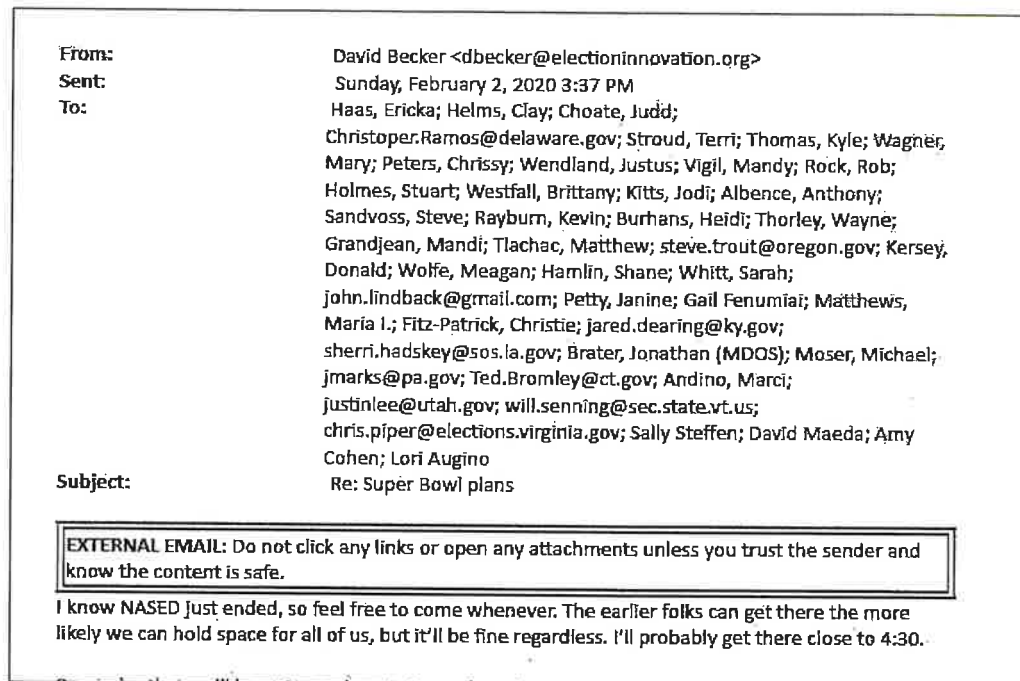 From: David Becker <dbecker@electioninnovation.org>
Sent: Sunday, February 2, 2020 3:37 PM
To: Haas, Ericka; Helms, Clay; Choate, Judd;
Christoper.Ramos@delaware.gov; Stroud, Terri; Thomas, Kyle; Wagner,
Mary; Peters, Chrissy; Wendland, Justus; Vigil, Mandy; Rock, Rob;
Holmes, Stuart; Westfall, Brittany; Kitts, Jodi; Albence, Anthony;
Sandvoss, Steve; Rayburn, Kevin; Burhans, Heidi; Thorley, Wayne;
Grandjean, Mandi; Tlachac, Matthew; steve.trout@oregon.gov; Kersey,
Donald; Wolfe, Meagan; Hamlin, Shane; Whitt, Sarah;
john.lindback@gmail.com; Petty, Janine; Gail Fenumiai; Matthews,
Maria I.; Fitz-Patrick, Christie; jared.dearing@ky.gov;
sherri.hadskey@sos.la.gov; Brater, Jonathan (MDOS); Moser, Michael;
jmarks@pa.gov; Ted.Bromley@ct.gov; Andino, Marci;
justinlee@utah.gov; will.senning@sec.state.vt.us;
chris.piper@elections.virginia.gov; Sally Steffen; David Maeda; Amy
Cohen; Lori Augino
Subject: Re: Super Bowl plans
EXTERNAL EMAIL: Do not click any links or open any attachments unless you trust the sender and
know the content is safe.
I know NASED just ended, so feel free to come whenever. The earlier folks can get there the more
likely we can hold space for all of us, but it'll be fine regardless. I'll probably get there close to 4:30.